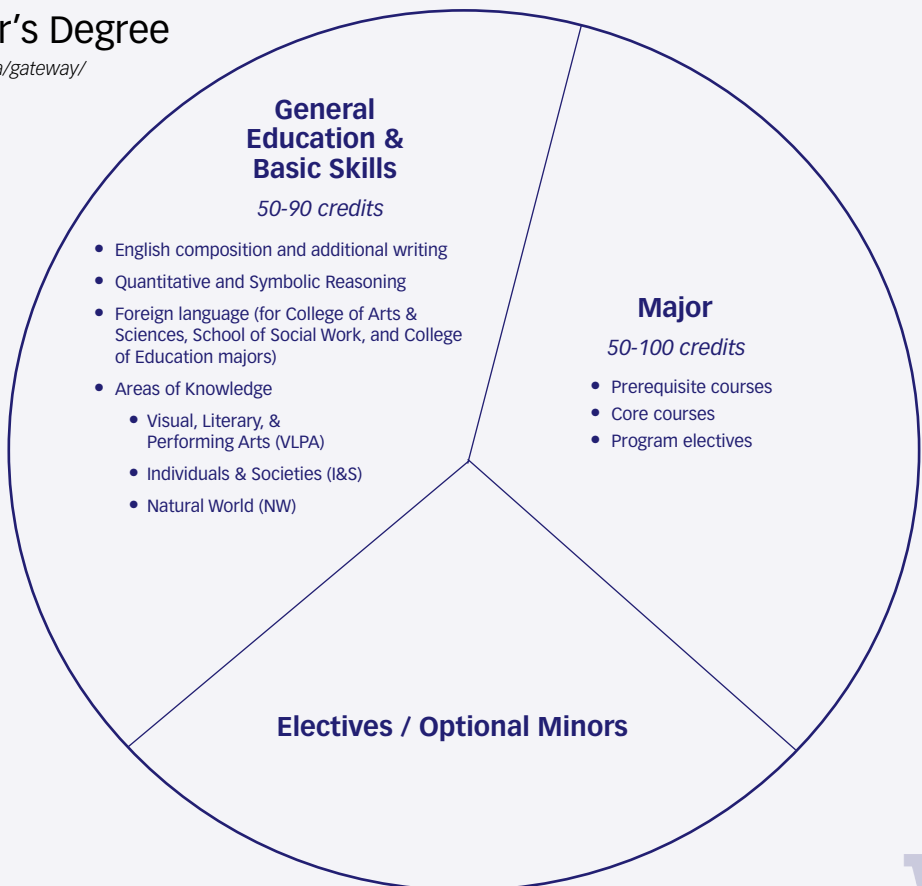 r's Degree
a/gateway/
General
Education &
Basic Skills
50-90 credits
• English composition and additional writing
• Quantitative and Symbolic Reasoning
• Foreign language (for College of Arts &
Sciences, School of Social Work, and College
of Education majors)
• Areas of Knowledge
• Visual, Literary, &
Performing Arts (VLPA)
• Individuals & Societies (I&S)
• Natural World (NW)
Major
50-100 credits
• Prerequisite courses
• Core courses
• Program electives
Electives / Optional Minors